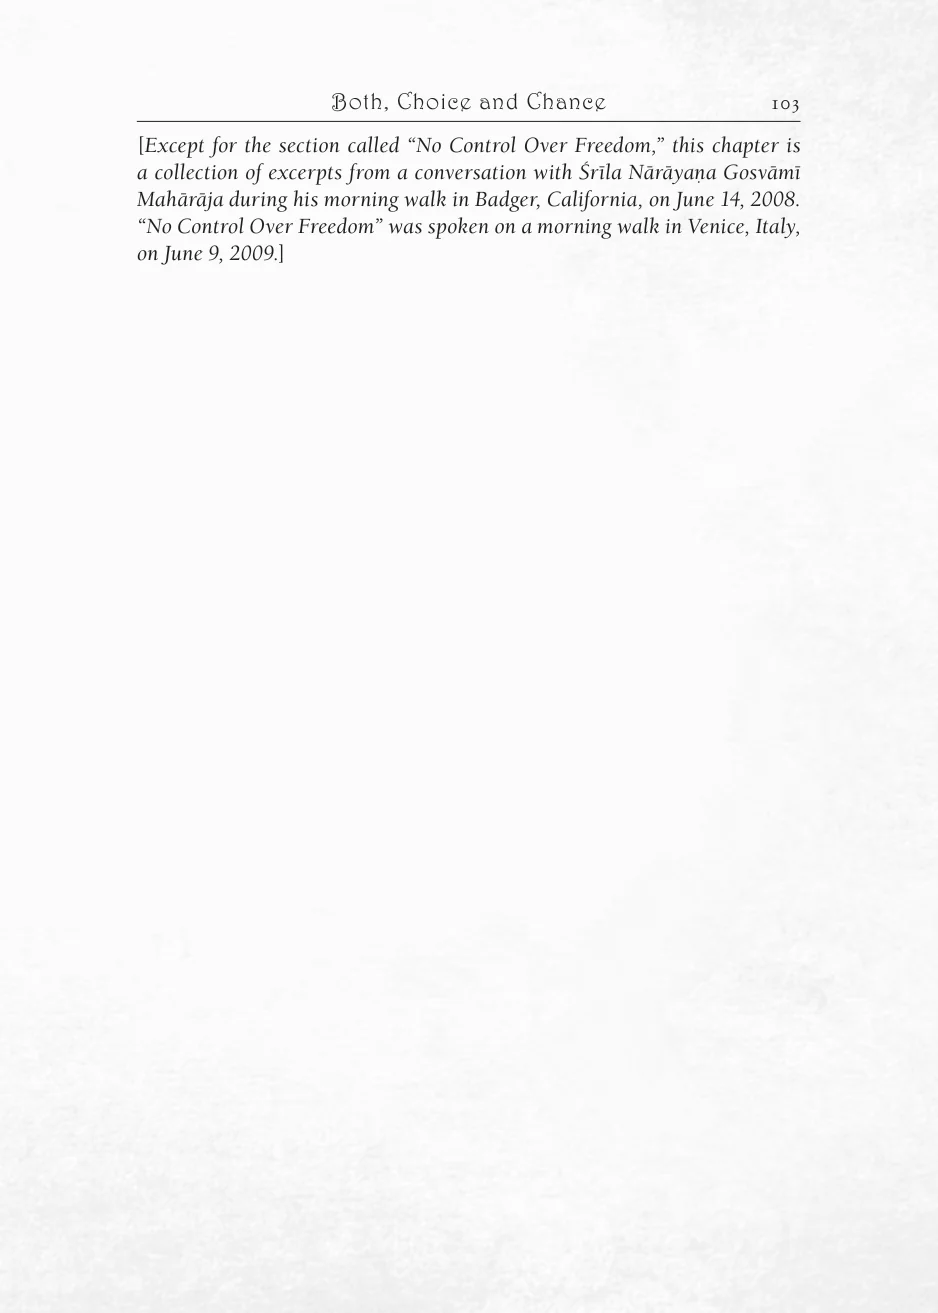 Both, Choice and Chance 103
[Except for the section called “No Control Over Freedom,” this chapter is
a collection of excerpts from a conversation with Śrīla Nārāyaṇa Gosvāmī
Mahārāja during his morning walk in Badger, California, on June 14, 2008.
“No Control Over Freedom” was spoken on a morning walk in Venice, Italy,
on June 9, 2009.]